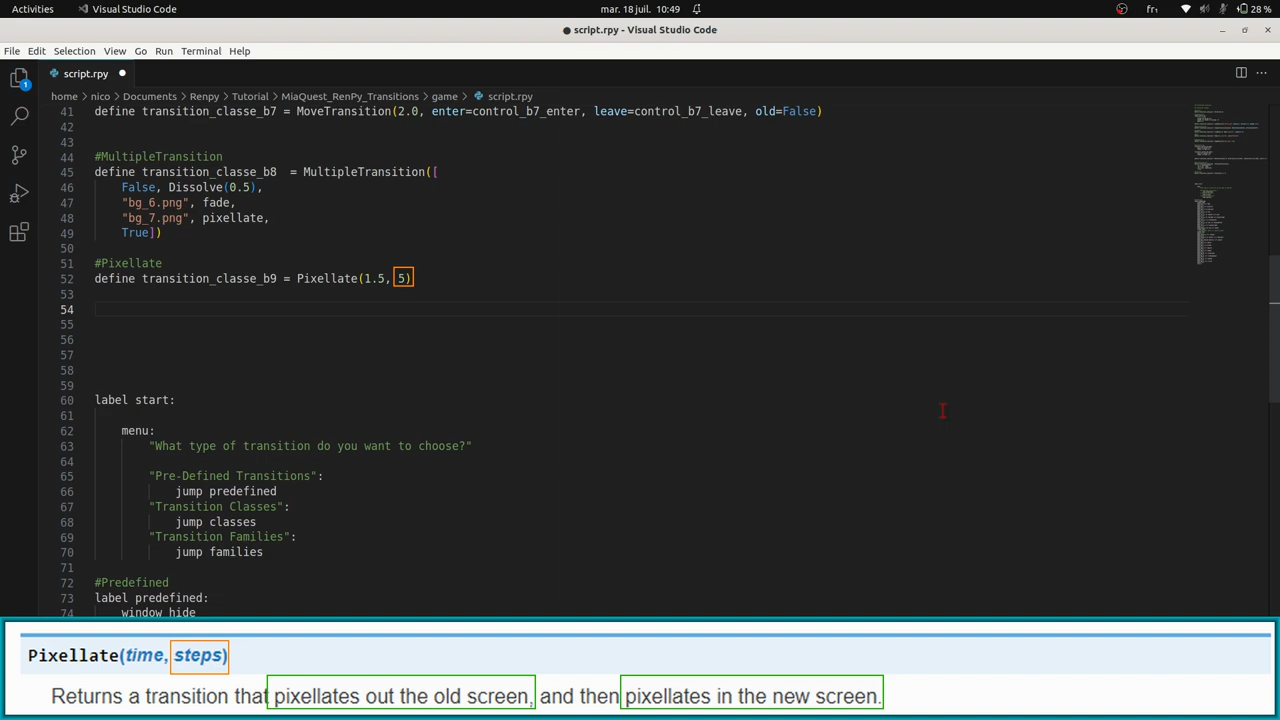 Activities Visual Studio Code mar. 18 juil. 10:49 fr₁ 28 %
● script.rpy - Visual Studio Code
File Edit Selection View Go Run Terminal Help
1 script.rpy ●
home > nico > Documents > Renpy > Tutorial > MiaQuest_RenPy_Transitions > game > script.rpy
41 define transition_classe_b7 = MoveTransition(2.0, enter=control_b7_enter, leave=control_b7_leave, old=False)
42
43
44 #MultipleTransition
45 define transition_classe_b8  = MultipleTransition([
46 False, Dissolve(0.5),
47 "bg_6.png", fade,
48 "bg_7.png", pixellate,
49 True])
50
51 #Pixellate
52 define transition_classe_b9 = Pixellate(1.5, 5)
53
54
55
56
57
58
59
60 label start:
61
62 menu:
63 "What type of transition do you want to choose?"
64
65 "Pre-Defined Transitions":
66 jump predefined
67 "Transition Classes":
68 jump classes
69 "Transition Families":
70 jump families
71
72 #Predefined
73 label predefined:
74 window hide
Pixellate(time, steps)
Returns a transition that pixellates out the old screen, and then pixellates in the new screen.